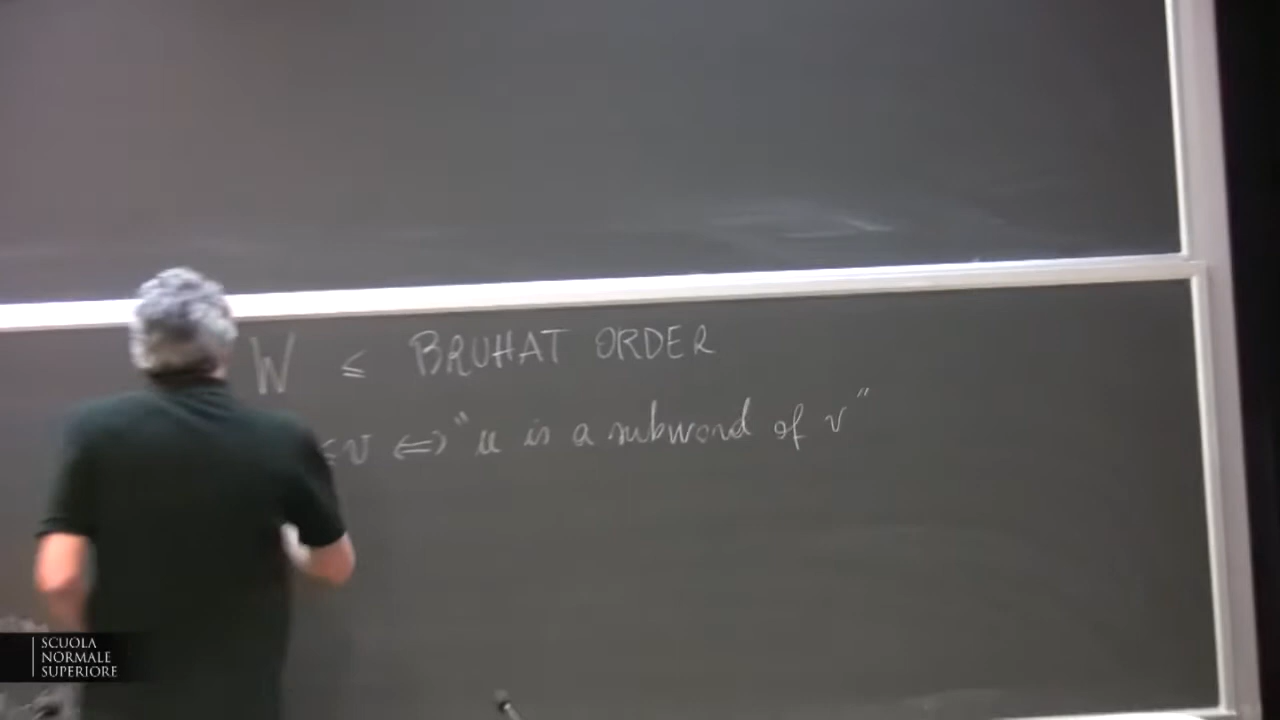 W ≤ BRUHAT ORDER
≤ v ⇔ "u is a subword of v"
SCUOLA
NORMALE
SUPERIORE